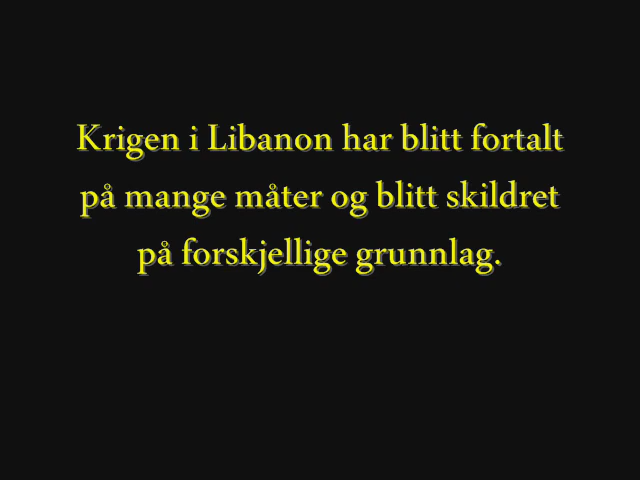 Krigen i Libanon har blitt fortalt
på mange måter og blitt skildret
på forskjellige grunnlag.